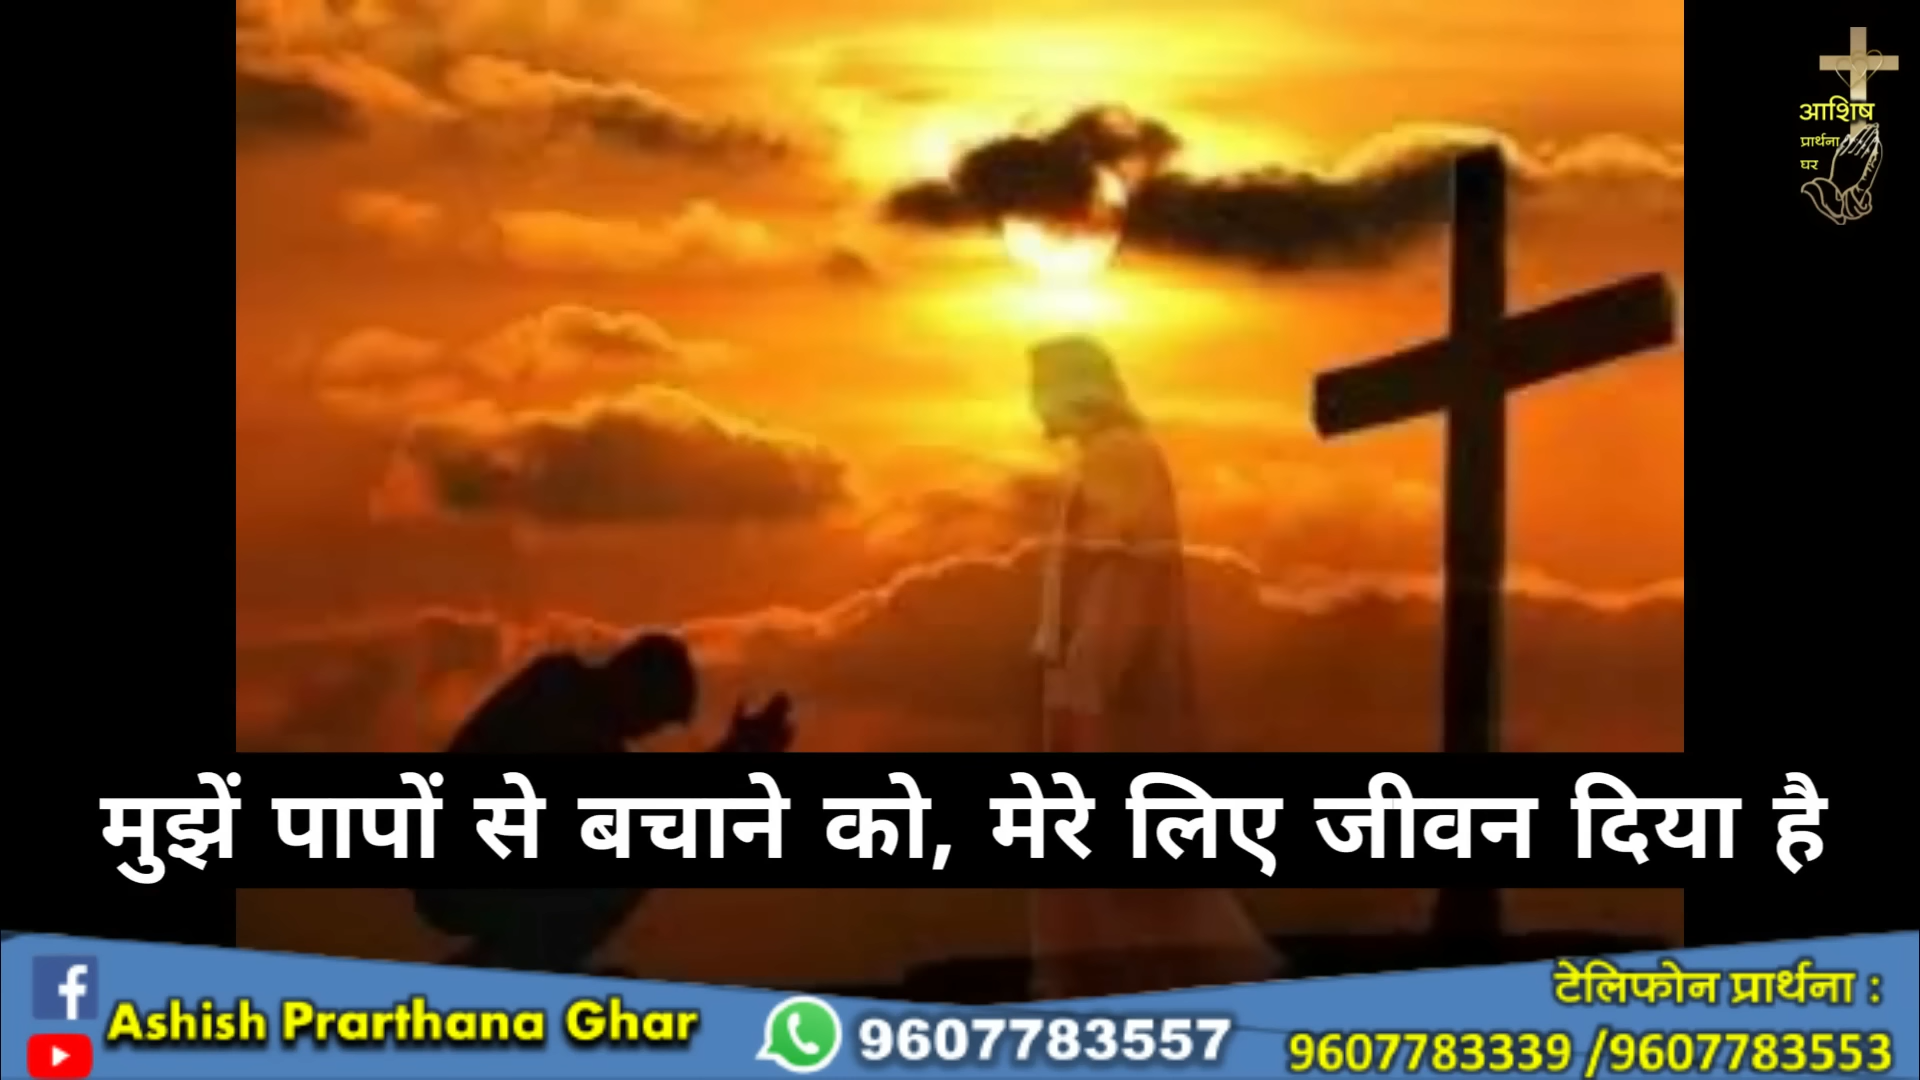 आशिष
प्रार्थना
घर
मुझें पापों से बचाने को, मेरे लिए जीवन दिया है
Ashish Prarthana Ghar
9607783557
टेलिफोन प्रार्थना :
9607783339 /9607783553